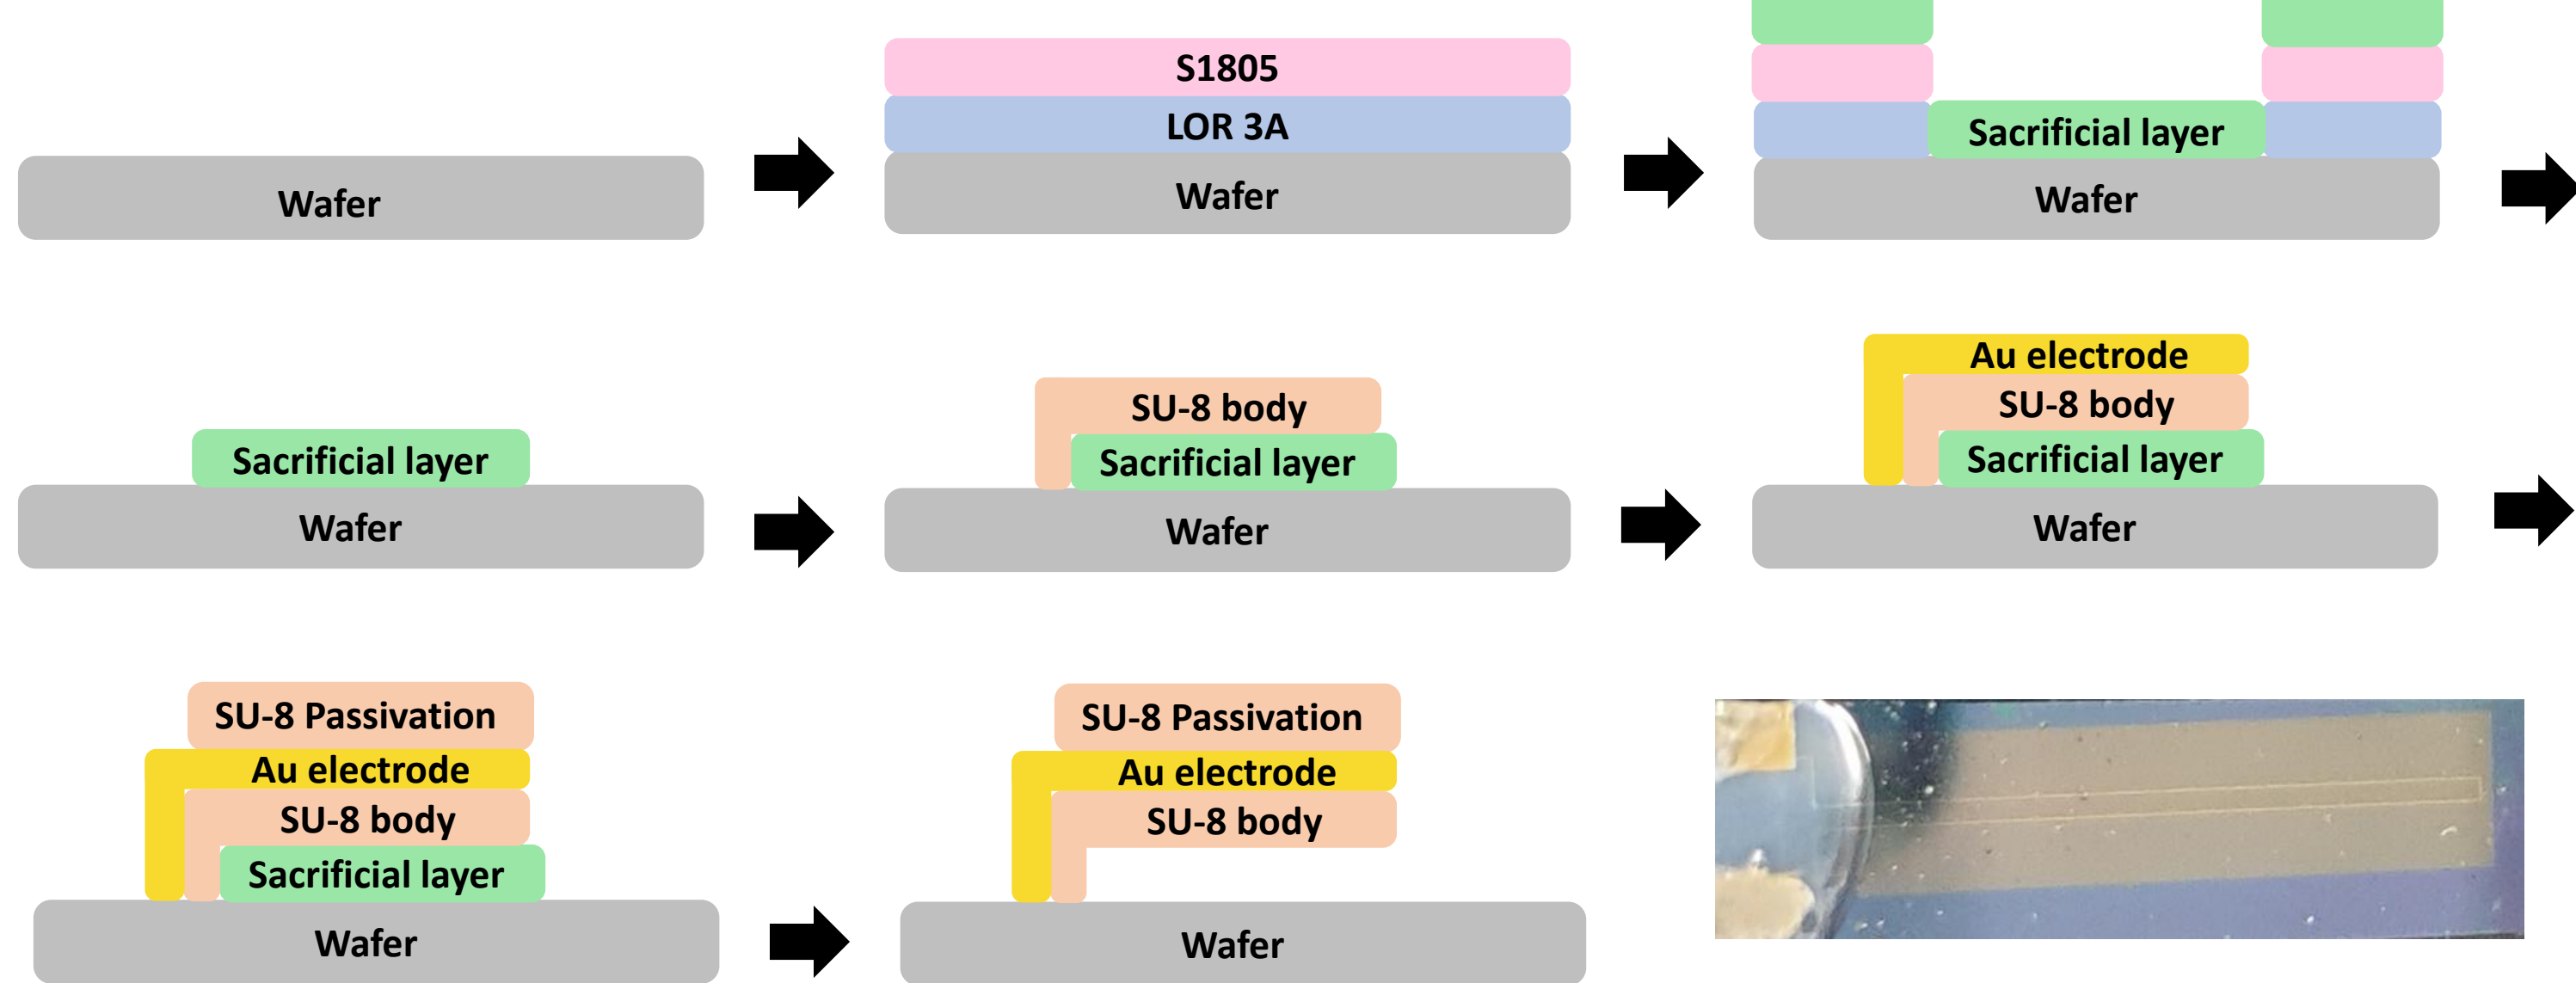 Wafer
S1805
LOR 3A
Wafer
Sacrificial layer
Wafer
Sacrificial layer
Wafer
SU-8 body
Sacrificial layer
Wafer
Au electrode
SU-8 body
Sacrificial layer
Wafer
SU-8 Passivation
Au electrode
SU-8 body
Sacrificial layer
Wafer
SU-8 Passivation
Au electrode
SU-8 body
Wafer